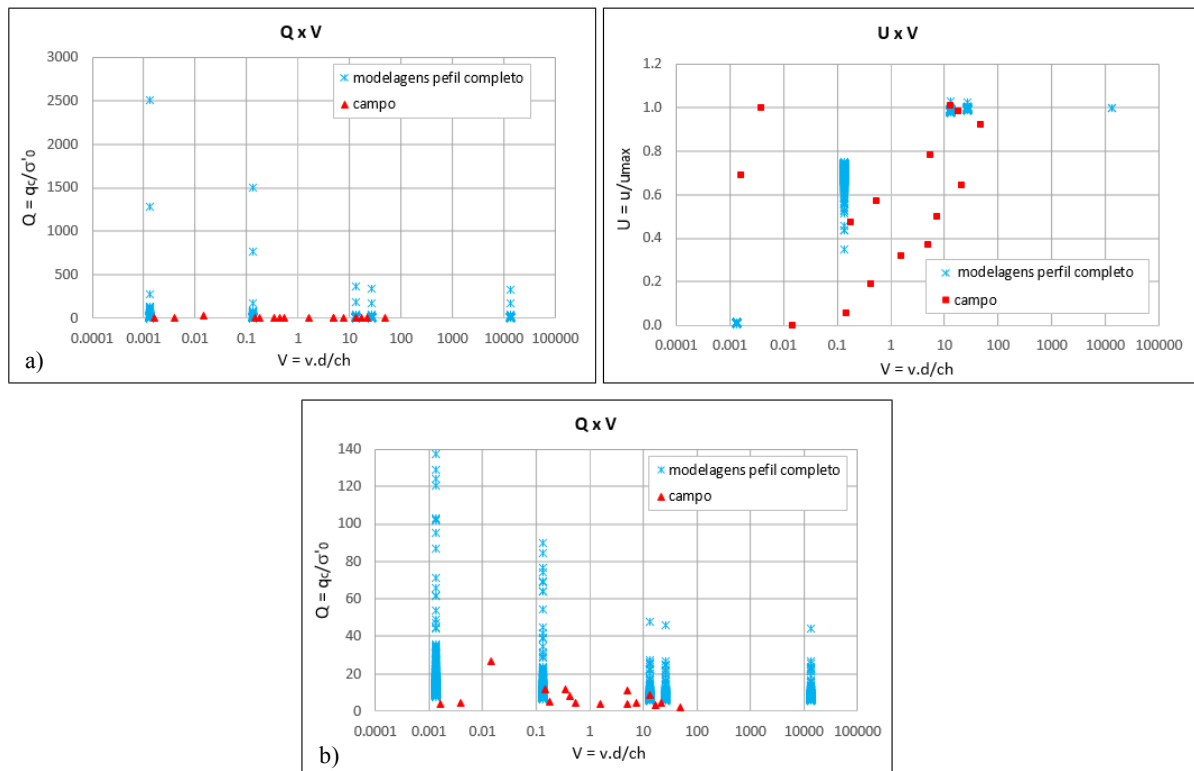 Q x V
3000
2500
2000
1500
1000
500
0
Q = qc/σ'0
0.0001 0.001 0.01 0.1 1 10 100 1000 10000 100000
V = v.d/ch
modelagens pefil completo
campo
a)
U x V
1.2
1.0
0.8
0.6
0.4
0.2
0.0
U = u/umax
0.0001 0.001 0.01 0.1 1 10 100 1000 10000 100000
V = v.d/ch
modelagens perfil completo
campo
Q x V
140
120
100
80
60
40
20
0
Q = qc/σ'0
0.0001 0.001 0.01 0.1 1 10 100 1000 10000 100000
V = v.d/ch
modelagens pefil completo
campo
b)